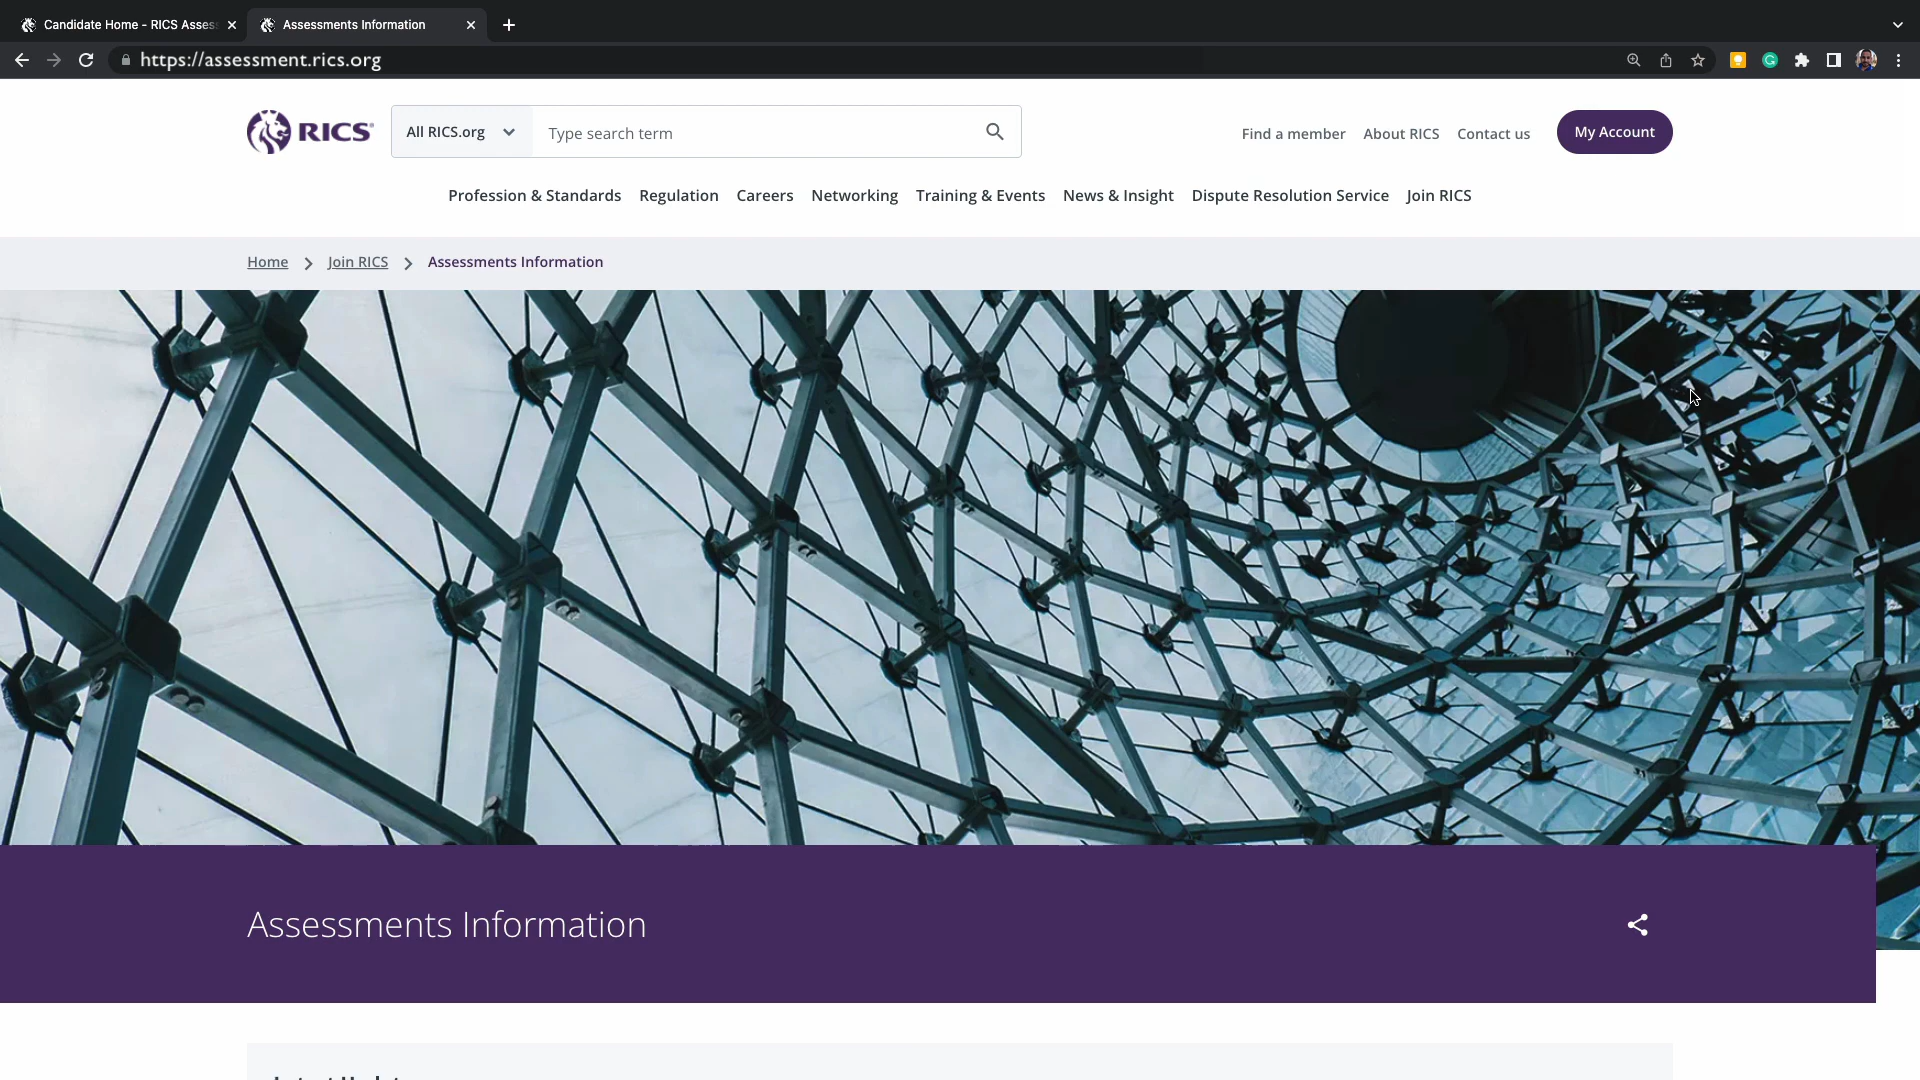 Candidate Home - RICS Asses
Assessments Information
https://assessment.rics.org
RICS
All RICS.org
Type search term
Find a member
About RICS
Contact us
My Account
Profession & Standards
Regulation
Careers
Networking
Training & Events
News & Insight
Dispute Resolution Service
Join RICS
Home
Join RICS
Assessments Information
Assessments Information